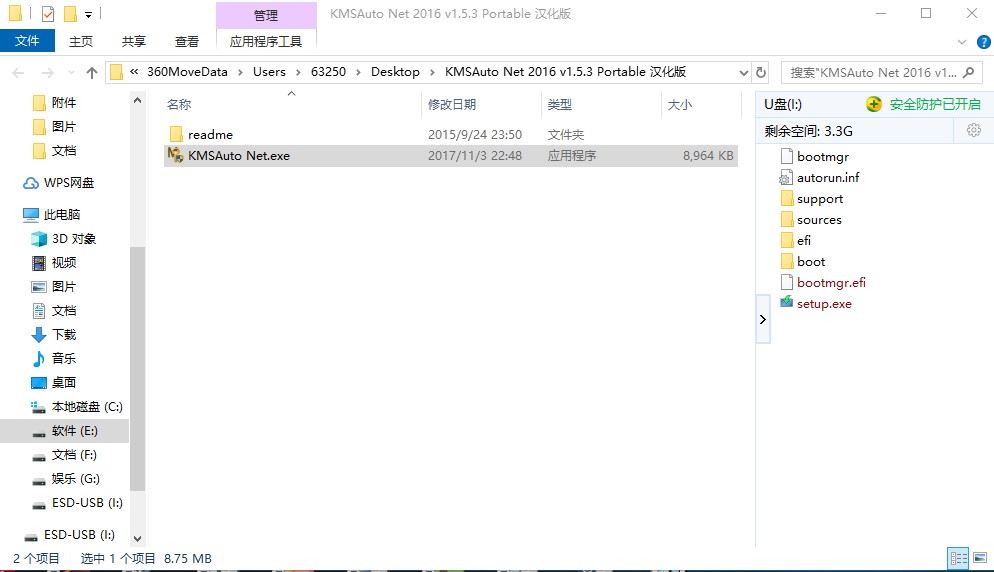 管理
KMSAuto Net 2016 v1.5.3 Portable 汉化版
文件
主页
共享
查看
应用程序工具
« 360MoveData › Users › 63250 › Desktop › KMSAuto Net 2016 v1.5.3 Portable 汉化版
搜索"KMSAuto Net 2016 v1...
附件
图片
文档
WPS网盘
此电脑
3D 对象
视频
图片
文档
下载
音乐
桌面
本地磁盘 (C:)
软件 (E:)
文档 (F:)
娱乐 (G:)
ESD-USB (I:)
ESD-USB (I:)
名称 修改日期 类型 大小
readme 2015/9/24 23:50 文件夹
KMSAuto Net.exe 2017/11/3 22:48 应用程序 8,964 KB
U盘(I:) 安全防护已开启
剩余空间: 3.3G
bootmgr
autorun.inf
support
sources
efi
boot
bootmgr.efi
setup.exe
2 个项目 选中 1 个项目 8.75 MB